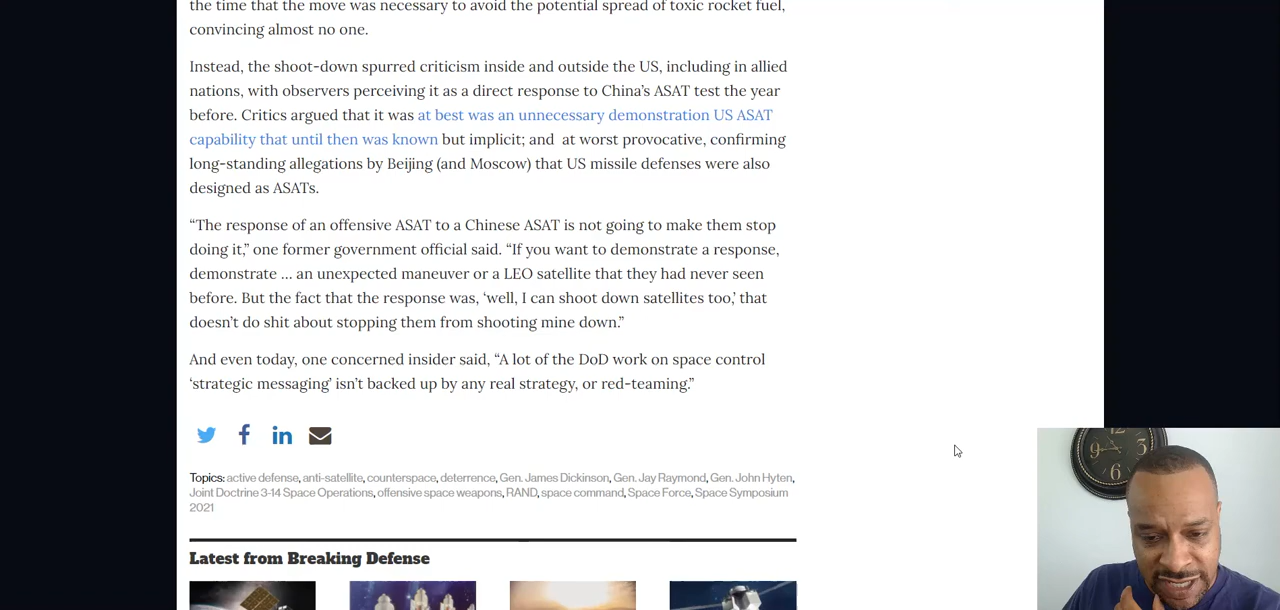 the time that the move was necessary to avoid the potential spread of toxic rocket fuel,
convincing almost no one.
Instead, the shoot-down spurred criticism inside and outside the US, including in allied
nations, with observers perceiving it as a direct response to China’s ASAT test the year
before. Critics argued that it was at best was an unnecessary demonstration US ASAT
capability that until then was known but implicit; and at worst provocative, confirming
long-standing allegations by Beijing (and Moscow) that US missile defenses were also
designed as ASATs.
“The response of an offensive ASAT to a Chinese ASAT is not going to make them stop
doing it,” one former government official said. “If you want to demonstrate a response,
demonstrate … an unexpected maneuver or a LEO satellite that they had never seen
before. But the fact that the response was, ‘well, I can shoot down satellites too,’ that
doesn’t do shit about stopping them from shooting mine down.”
And even today, one concerned insider said, “A lot of the DoD work on space control
‘strategic messaging’ isn’t backed up by any real strategy, or red-teaming.”
Topics: active defense, anti-satellite, counterspace, deterrence, Gen. James Dickinson, Gen. Jay Raymond, Gen. John Hyten,
Joint Doctrine 3-14 Space Operations, offensive space weapons, RAND, space command, Space Force, Space Symposium
2021
Latest from Breaking Defense
12
9 3
6